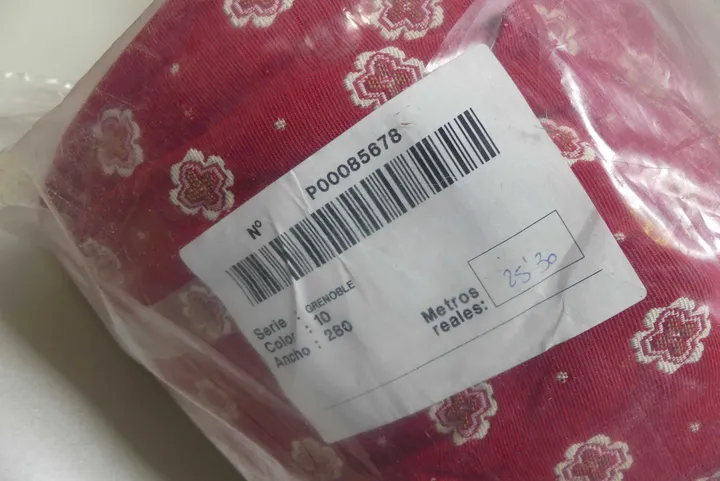 Nº P00085678
Serie : GRENOBLE
Color : 10
Ancho : 280
Metros
reales: 25'30